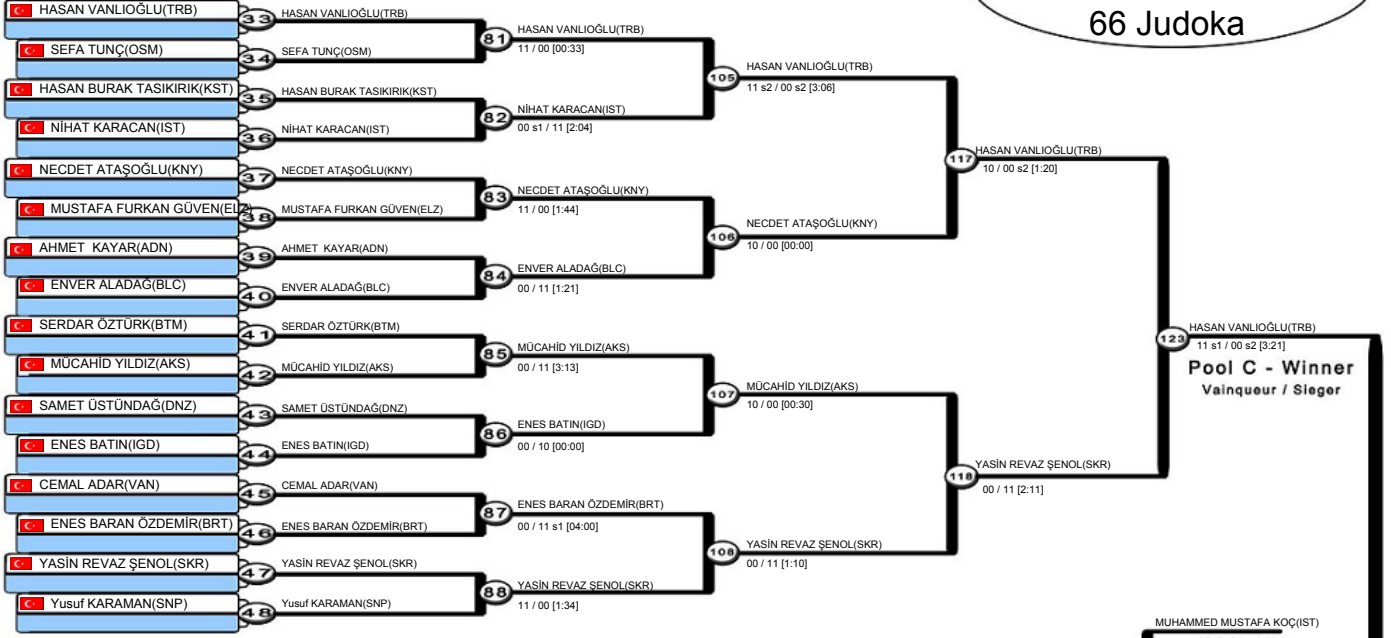 66 Judoka
HASAN VANLIOĞLU(TRB)
SEFA TUNÇ(OSM)
HASAN BURAK TASIKIRIK(KST)
NİHAT KARACAN(IST)
NECDET ATAŞOĞLU(KNY)
MUSTAFA FURKAN GÜVEN(ELZ)
AHMET KAYAR(ADN)
ENVER ALADAĞ(BLC)
SERDAR ÖZTÜRK(BTM)
MÜCAHİD YILDIZ(AKS)
SAMET ÜSTÜNDAĞ(DNZ)
ENES BATIN(IGD)
CEMAL ADAR(VAN)
ENES BARAN ÖZDEMİR(BRT)
YASİN REVAZ ŞENOL(SKR)
Yusuf KARAMAN(SNP)
33 HASAN VANLIOĞLU(TRB)
34 SEFA TUNÇ(OSM)
35 HASAN BURAK TASIKIRIK(KST)
36 NİHAT KARACAN(IST)
37 NECDET ATAŞOĞLU(KNY)
38 MUSTAFA FURKAN GÜVEN(ELZ)
39 AHMET KAYAR(ADN)
40 ENVER ALADAĞ(BLC)
41 SERDAR ÖZTÜRK(BTM)
42 MÜCAHİD YILDIZ(AKS)
43 SAMET ÜSTÜNDAĞ(DNZ)
44 ENES BATIN(IGD)
45 CEMAL ADAR(VAN)
46 ENES BARAN ÖZDEMİR(BRT)
47 YASİN REVAZ ŞENOL(SKR)
48 Yusuf KARAMAN(SNP)
81 HASAN VANLIOĞLU(TRB)
11 / 00 [00:33]
82 NİHAT KARACAN(IST)
00 s1 / 11 [2:04]
83 NECDET ATAŞOĞLU(KNY)
11 / 00 [1:44]
84 ENVER ALADAĞ(BLC)
00 / 11 [1:21]
85 MÜCAHİD YILDIZ(AKS)
00 / 11 [3:13]
86 ENES BATIN(IGD)
00 / 10 [00:00]
87 ENES BARAN ÖZDEMİR(BRT)
00 / 11 s1 [04:00]
88 YASİN REVAZ ŞENOL(SKR)
11 / 00 [1:34]
105 HASAN VANLIOĞLU(TRB)
11 s2 / 00 s2 [3:06]
106 NECDET ATAŞOĞLU(KNY)
10 / 00 [00:00]
107 MÜCAHİD YILDIZ(AKS)
10 / 00 [00:30]
108 YASİN REVAZ ŞENOL(SKR)
00 / 11 [1:10]
117 HASAN VANLIOĞLU(TRB)
10 / 00 s2 [1:20]
118 YASİN REVAZ ŞENOL(SKR)
00 / 11 [2:11]
123 HASAN VANLIOĞLU(TRB)
11 s1 / 00 s2 [3:21]
Pool C - Winner
Vainqueur / Sieger
MUHAMMED MUSTAFA KOÇ(IST)